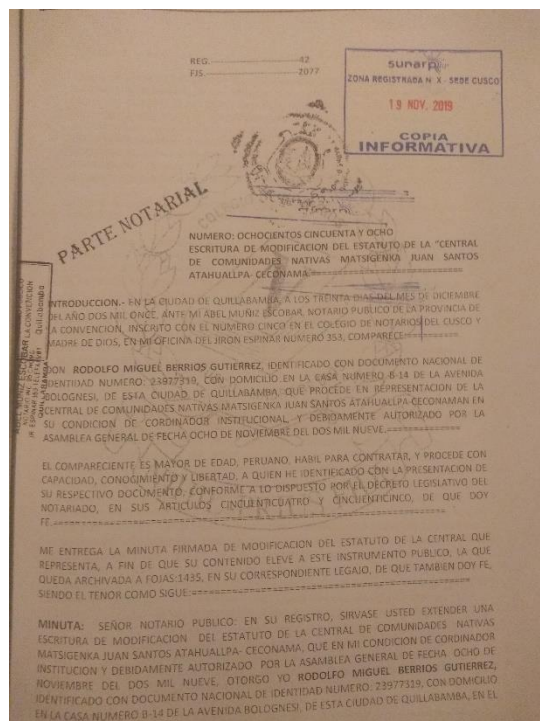 REG.--------------------42
FJS.--------------------2077
sunarp
ZONA REGISTRADA N° X - SEDE CUSCO
19 NOV. 2019
COPIA
INFORMATIVA
PARTE NOTARIAL
NUMERO: OCHOCIENTOS CINCUENTA Y OCHO
ESCRITURA DE MODIFICACION DEL ESTATUTO DE LA "CENTRAL
DE COMUNIDADES NATIVAS MATSIGENKA JUAN SANTOS
ATAHUALLPA- CECONAMA.================================
INTRODUCCION.- EN LA CIUDAD DE QUILLABAMBA, A LOS TREINTA DIAS DEL MES DE DICIEMBRE
DEL AÑO DOS MIL ONCE, ANTE MI ABEL MUÑIZ ESCOBAR, NOTARIO PUBLICO DE LA PROVINCIA DE
LA CONVENCION, INSCRITO CON EL NUMERO CINCO EN EL COLEGIO DE NOTARIOS DEL CUSCO Y
MADRE DE DIOS, EN MI OFICINA DEL JIRON ESPINAR NUMERO 353, COMPARECE:================
DON RODOLFO MIGUEL BERRIOS GUTIERREZ, IDENTIFICADO CON DOCUMENTO NACIONAL DE
IDENTIDAD NUMERO, 23977319, CON DOMICILIO EN LA CASA NUMERO B-14 DE LA AVENIDA
BOLOGNESI, DE ESTA CIUDAD DE QUILLABAMBA, QUE PROCEDE EN REPRESENTACION DE LA
CENTRAL DE COMUNIDADES NATIVAS MATSIGENKA JUAN SANTOS ATAHUALLPA-CECONAMAN EN
SU CONDICION DE CORDINADOR INSTITUCIONAL, Y DEBIDAMENTE AUTORIZADO POR LA
ASAMBLEA GENERAL DE FECHA OCHO DE NOVIEMBRE DEL DOS MIL NUEVE.================
EL COMPARECIENTE ES MAYOR DE EDAD, PERUANO, HABIL PARA CONTRATAR, Y PROCEDE CON
CAPACIDAD, CONOCIMIENTO Y LIBERTAD, A QUIEN HE IDENTIFICADO CON LA PRESENTACION DE
SU RESPECTIVO DOCUMENTO, CONFORME A LO DISPUESTO POR EL DECRETO LEGISLATIVO DEL
NOTARIADO, EN SUS ARTICULOS CINCUENTICUATRO Y CINCUENTICINCO, DE QUE DOY
FE.================================================
ME ENTREGA LA MINUTA FIRMADA DE MODIFICACION DEL ESTATUTO DE LA CENTRAL QUE
REPRESENTA, A FIN DE QUE SU CONTENIDO ELEVE A ESTE INSTRUMENTO PUBLICO, LA QUE
QUEDA ARCHIVADA A FOJAS:1435, EN SU CORRESPONDIENTE LEGAJO, DE QUE TAMBIEN DOY FE,
SIENDO EL TENOR COMO SIGUE:================================
MINUTA: SEÑOR NOTARIO PUBLICO: EN SU REGISTRO, SIRVASE USTED EXTENDER UNA
ESCRITURA DE MODIFICACION DEL ESTATUTO DE LA CENTRAL DE COMUNIDADES NATIVAS
MATSIGENKA JUAN SANTOS ATAHUALLPA- CECONAMA, QUE EN MI CONDICION DE CORDINADOR
INSTITUCION Y DEBIDAMENTE AUTORIZADO POR LA ASAMBLEA GENERAL DE FECHA OCHO DE
NOVIEMBRE DEL DOS MIL NUEVE, OTORGO YO RODOLFO MIGUEL BERRIOS GUTIERREZ,
IDENTIFICADO CON DOCUMENTO NACIONAL DE IDENTIDAD NUMERO: 23977319, CON DOMICILIO
EN LA CASA NUMERO B-14 DE LA AVENIDA BOLOGNESI, DE ESTA CIUDAD DE QUILLABAMBA, EN EL